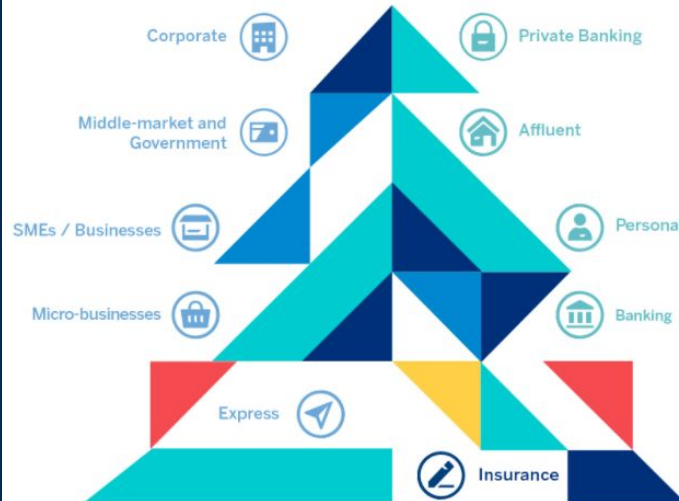 Corporate
Private Banking
Middle-market and
Government
Affluent
SMEs / Businesses
Persona
Micro-businesses
Banking
Express
Insurance